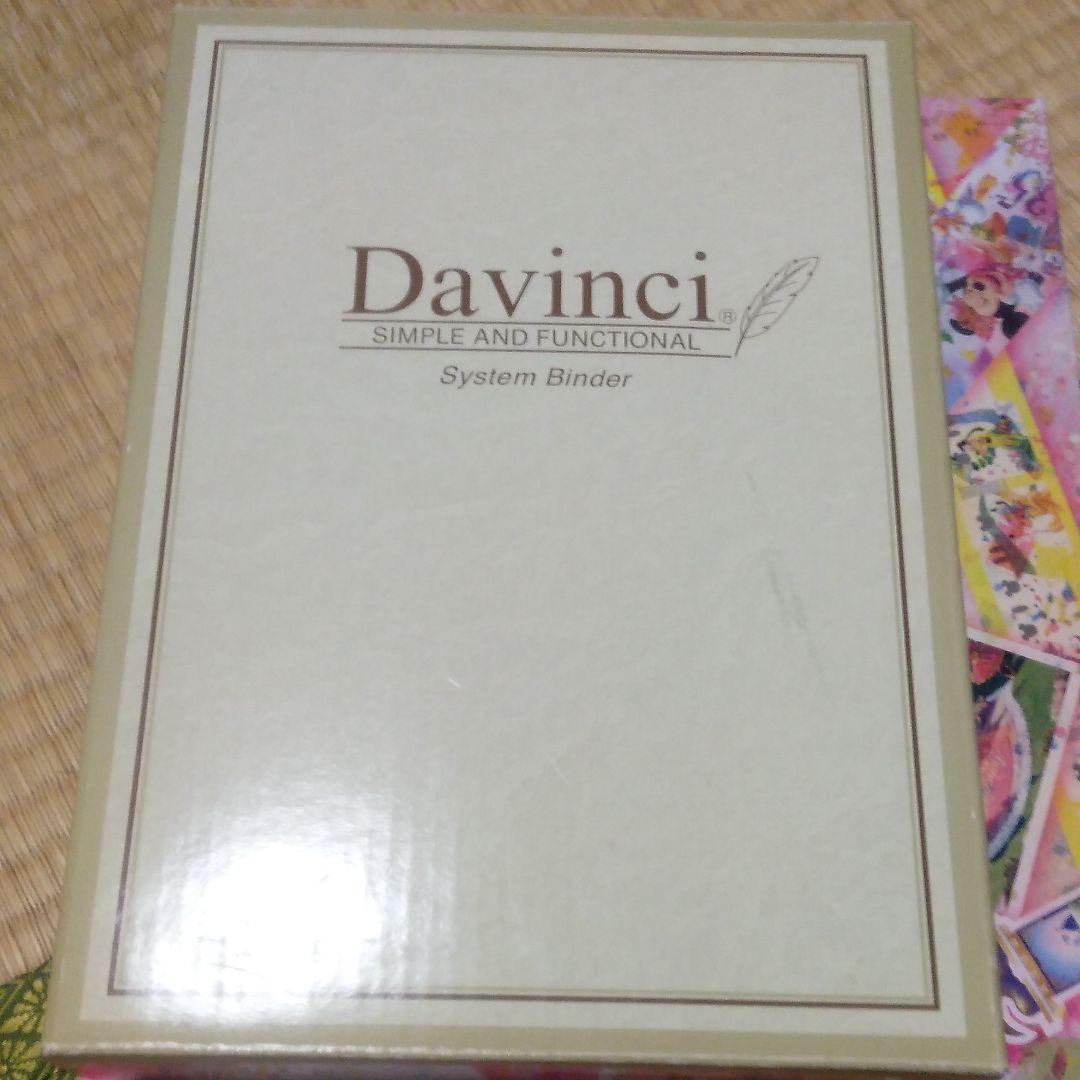 Davinci®
SIMPLE AND FUNCTIONAL
System Binder